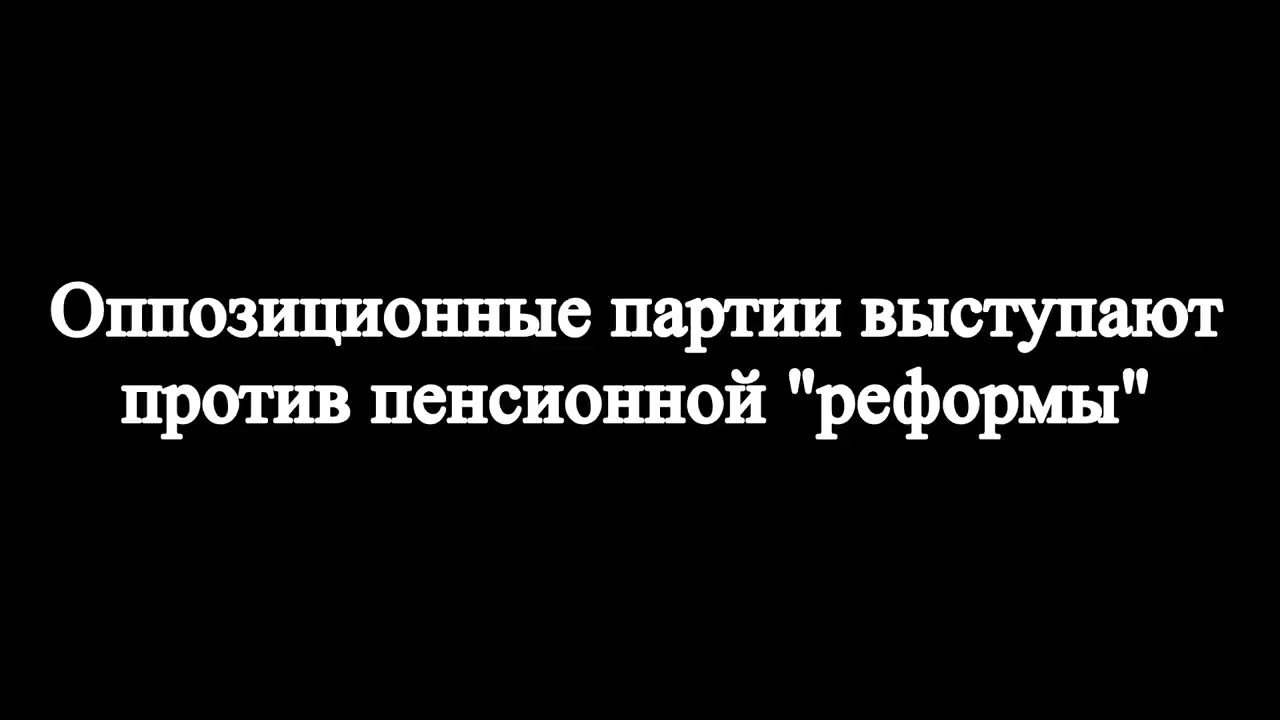 Оппозиционные партии выступают
против пенсионной "реформы"